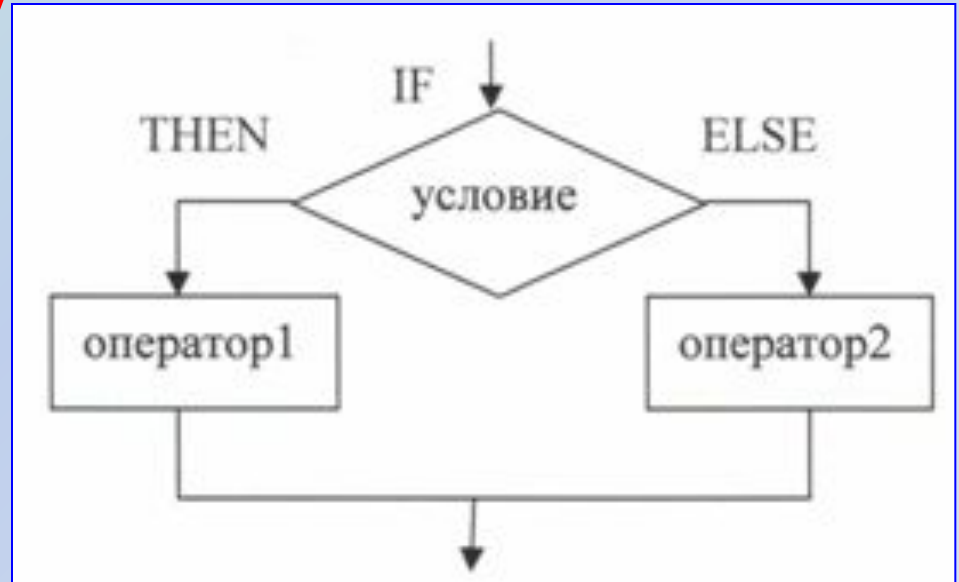 IF
THEN
ELSE
условие
оператор1
оператор2